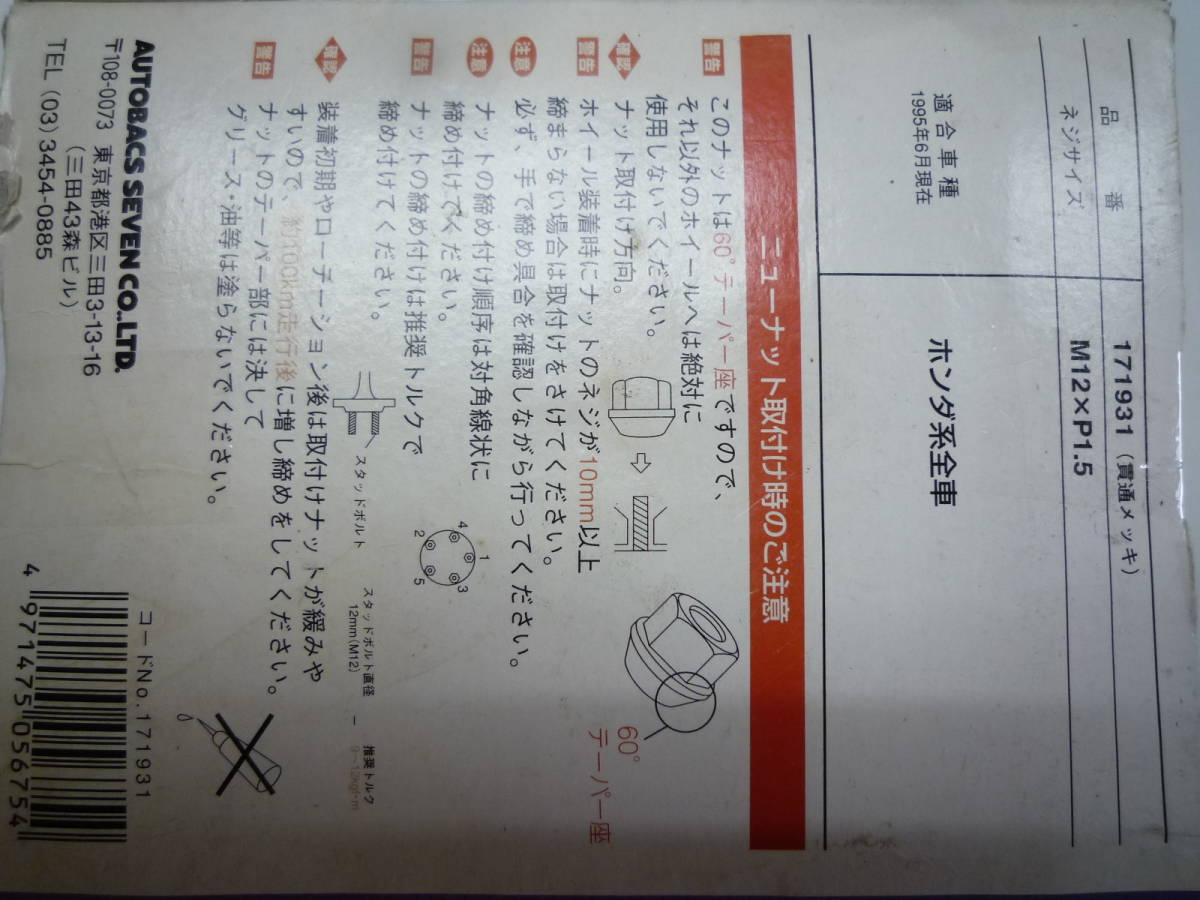 品番 171931(貫通メッキ)
ネジサイズ M12×P1.5
適合車種 ホンダ系全車
1995年6月現在
ニューナット取付け時のご注意
警告 このナットは60°テーパー座ですので、
それ以外のホイールへは絶対に
使用しないでください。
60°
テーパー座
確認 ナット取付け方向。
警告 ホイール装着時にナットのネジが10mm以上
締まらない場合は取付けをさけてください。
注意 必ず、手で締め具合を確認しながら行ってください。
注意 ナットの締め付け順序は対角線状に
締め付けてください。
1
2
3
4
5
警告 ナットの締め付けは推奨トルクで
締め付けてください。
スタッドボルト
スタッドボルト直径 − 推奨トルク
12mm(M12) 9〜12kgf・m
確認 装着初期やローテーション後は取付けナットが緩みや
すいので、約100km走行後に増し締めをしてください。
警告 ナットのテーパー部には決して
グリース・油等は塗らないでください。
AUTOBACS SEVEN CO.,LTD.
〒108-0073 東京都港区三田3-13-16
(三田43森ビル)
TEL (03)3454-0885
コードNo.171931
4 971475 056754